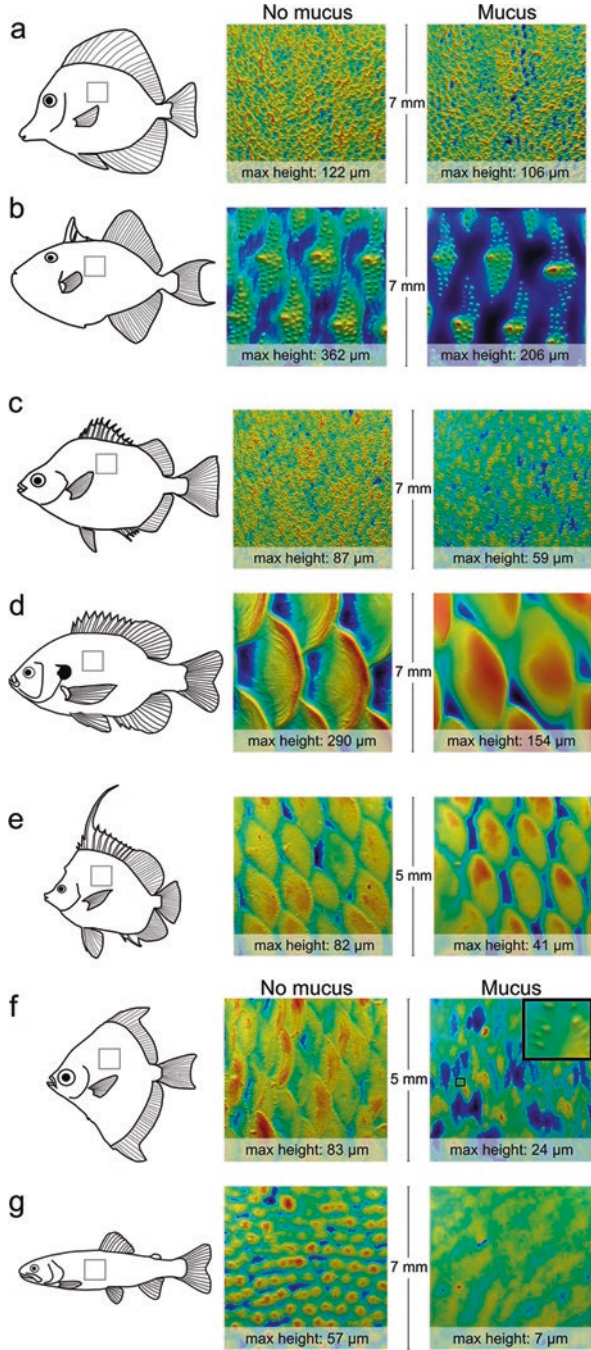 No mucus Mucus
a
7 mm
max height: 122 µm max height: 106 µm
b
7 mm
max height: 362 µm max height: 206 µm
c
7 mm
max height: 87 µm max height: 59 µm
d
7 mm
max height: 290 µm max height: 154 µm
e
5 mm
max height: 82 µm max height: 41 µm
No mucus Mucus
f
5 mm
max height: 83 µm max height: 24 µm
g
7 mm
max height: 57 µm max height: 7 µm